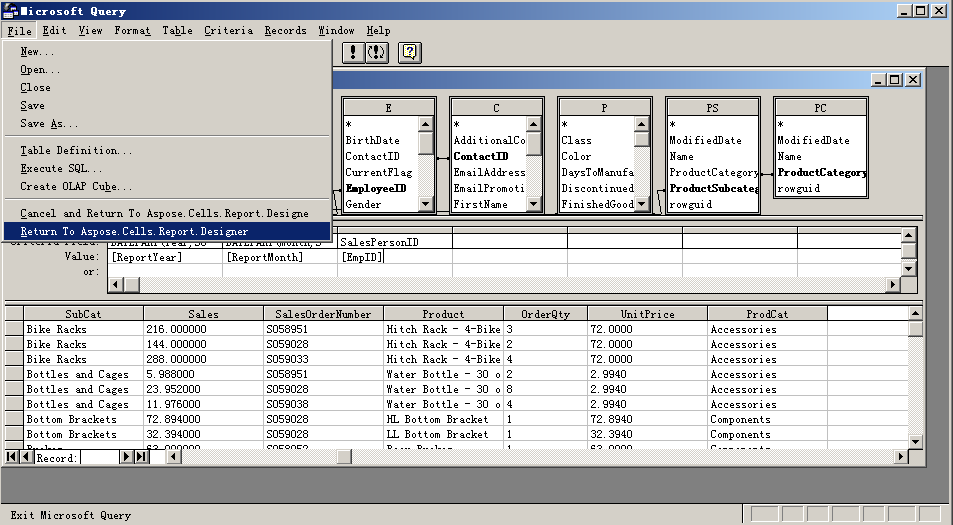 Microsoft Query
File Edit View Format Table Criteria Records Window Help
New...
Open...
Close
Save
Save As...
Table Definition...
Execute SQL...
Create OLAP Cube...
Cancel and Return To Aspose.Cells.Report.Designe
Return To Aspose.Cells.Report.Designer
E C P PS PC
* * * * *
BirthDate AdditionalCo Class ModifiedDate ModifiedDate
ContactID ContactID Color Name Name
CurrentFlag EmailAddress DaysToManufa ProductCategory ProductCategory
EmployeeID EmailPromoti Discontinued ProductSubcateg rowguid
Gender FirstName FinishedGood rowguid
SalesPersonID
Value: [ReportYear] [ReportMonth] [EmpID]
or:
SubCat Sales SalesOrderNumber Product OrderQty UnitPrice ProdCat
Bike Racks 216.000000 SO58951 Hitch Rack - 4-Bike 3 72.0000 Accessories
Bike Racks 144.000000 SO59028 Hitch Rack - 4-Bike 2 72.0000 Accessories
Bike Racks 288.000000 SO59033 Hitch Rack - 4-Bike 4 72.0000 Accessories
Bottles and Cages 5.988000 SO58951 Water Bottle - 30 o 2 2.9940 Accessories
Bottles and Cages 23.952000 SO59028 Water Bottle - 30 o 8 2.9940 Accessories
Bottles and Cages 11.976000 SO59038 Water Bottle - 30 o 4 2.9940 Accessories
Bottom Brackets 72.894000 SO59028 HL Bottom Bracket 1 72.8940 Components
Bottom Brackets 32.394000 SO59028 LL Bottom Bracket 1 32.3940 Components
Record:
Exit Microsoft Query